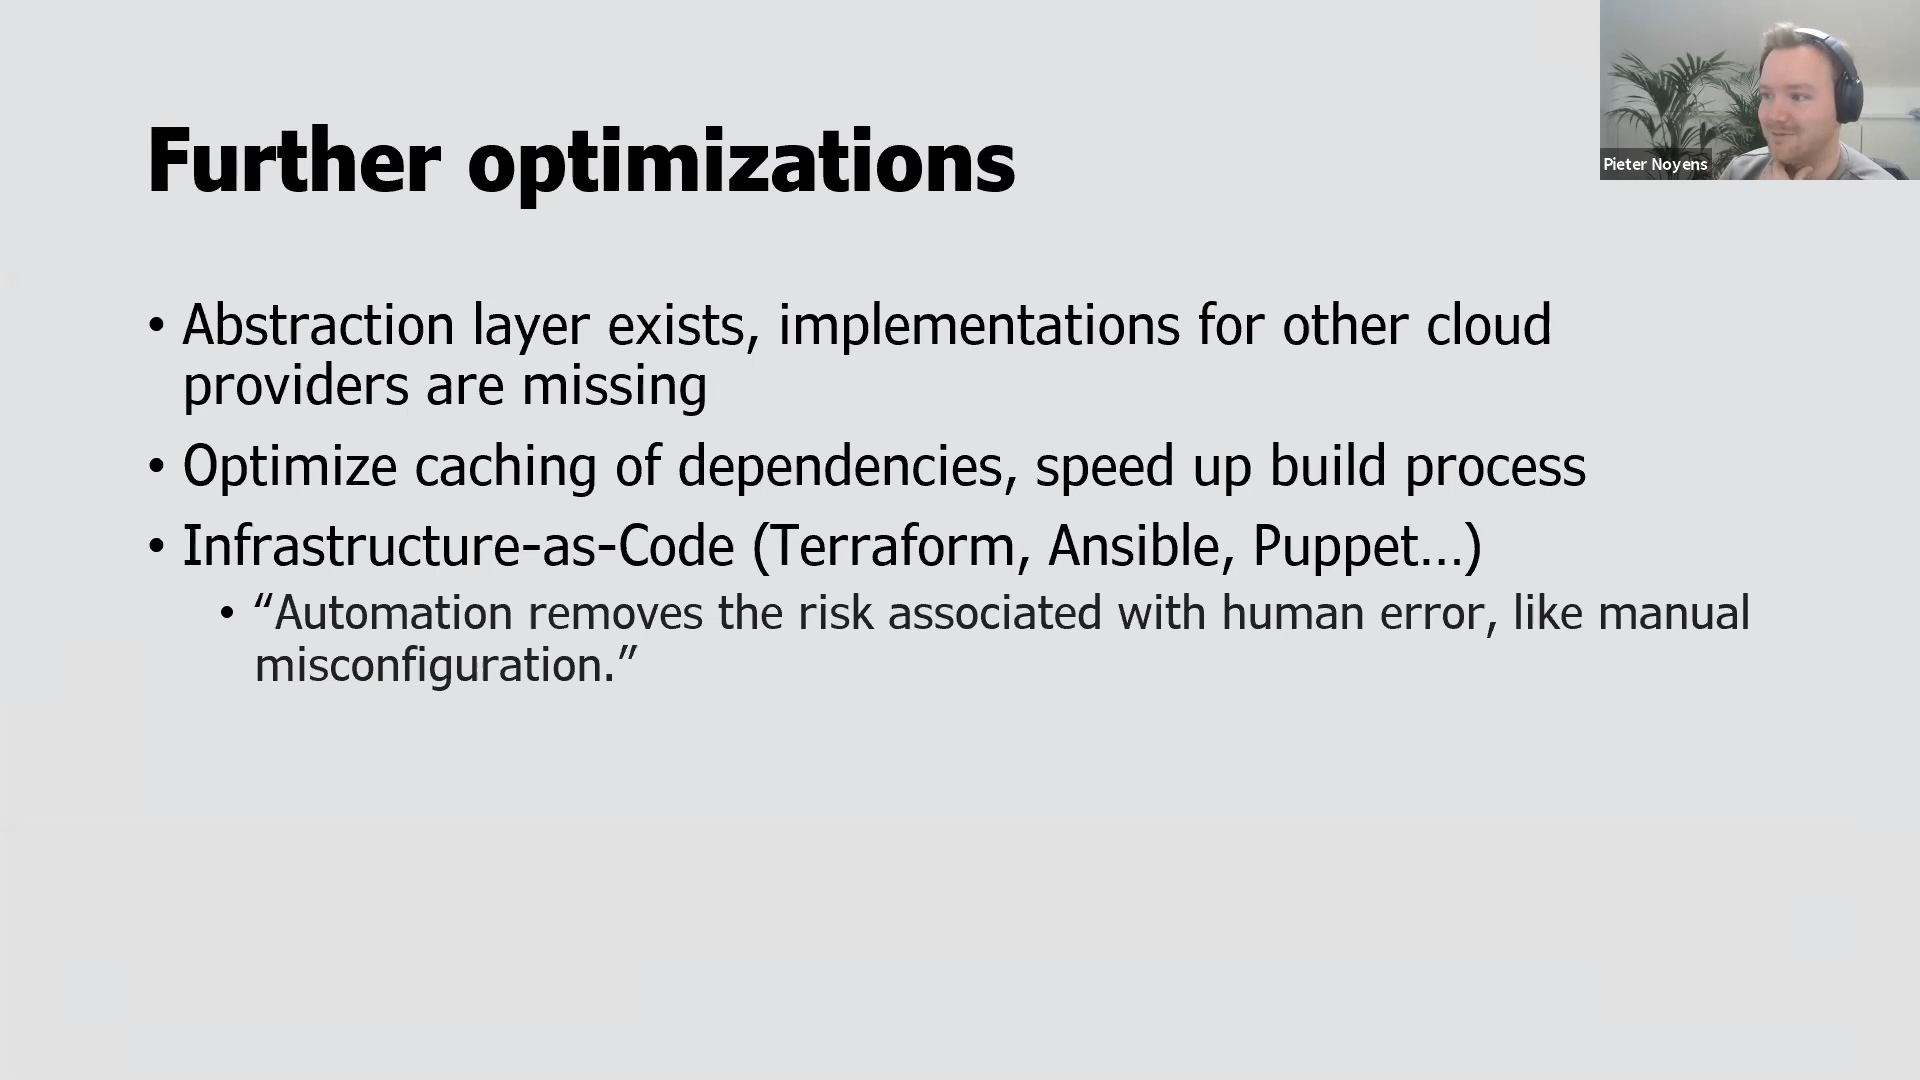 Further optimizations
• Abstraction layer exists, implementations for other cloud
providers are missing
• Optimize caching of dependencies, speed up build process
• Infrastructure-as-Code (Terraform, Ansible, Puppet...)
• “Automation removes the risk associated with human error, like manual
misconfiguration.”
Pieter Noyens